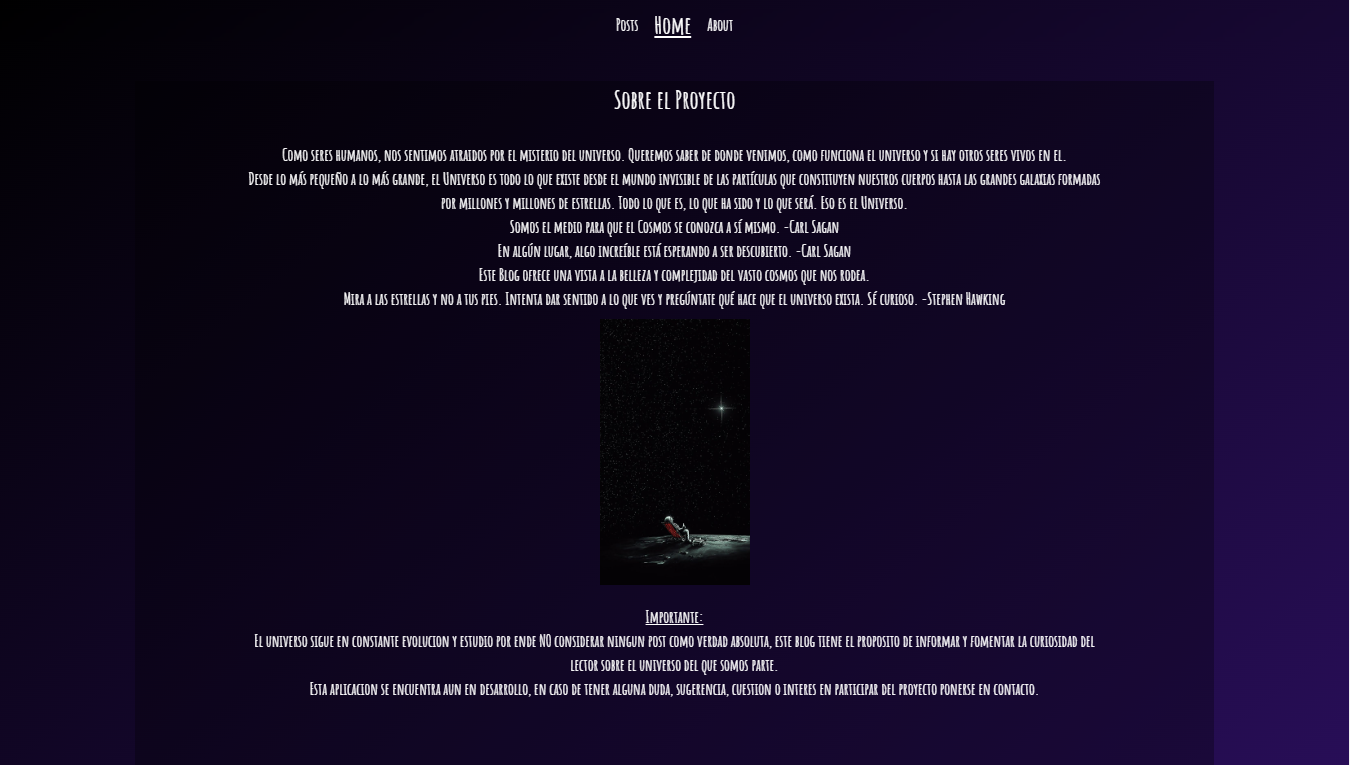 Posts Home About
Sobre el Proyecto
Como seres humanos, nos sentimos atraidos por el misterio del universo. Queremos saber de donde venimos, como funciona el universo y si hay otros seres vivos en el.
Desde lo más pequeño a lo más grande, el Universo es todo lo que existe desde el mundo invisible de las partículas que constituyen nuestros cuerpos hasta las grandes galaxias formadas
por millones y millones de estrellas. Todo lo que es, lo que ha sido y lo que será. Eso es el Universo.
Somos el medio para que el Cosmos se conozca a sí mismo. -Carl Sagan
En algún lugar, algo increíble está esperando a ser descubierto. -Carl Sagan
Este Blog ofrece una vista a la belleza y complejidad del vasto cosmos que nos rodea.
Mira a las estrellas y no a tus pies. Intenta dar sentido a lo que ves y pregúntate qué hace que el universo exista. Sé curioso. -Stephen Hawking
Importante:
El universo sigue en constante evolucion y estudio por ende NO considerar ningun post como verdad absoluta, este blog tiene el proposito de informar y fomentar la curiosidad del
lector sobre el universo del que somos parte.
Esta aplicacion se encuentra aun en desarrollo, en caso de tener alguna duda, sugerencia, cuestion o interes en participar del proyecto ponerse en contacto.